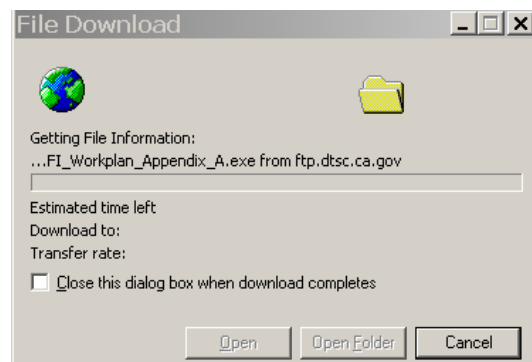 File Download
Getting File Information:
...FI_Workplan_Appendix_A.exe from ftp.dtsc.ca.gov
Estimated time left
Download to:
Transfer rate:
Close this dialog box when download completes
Open
Open Folder
Cancel